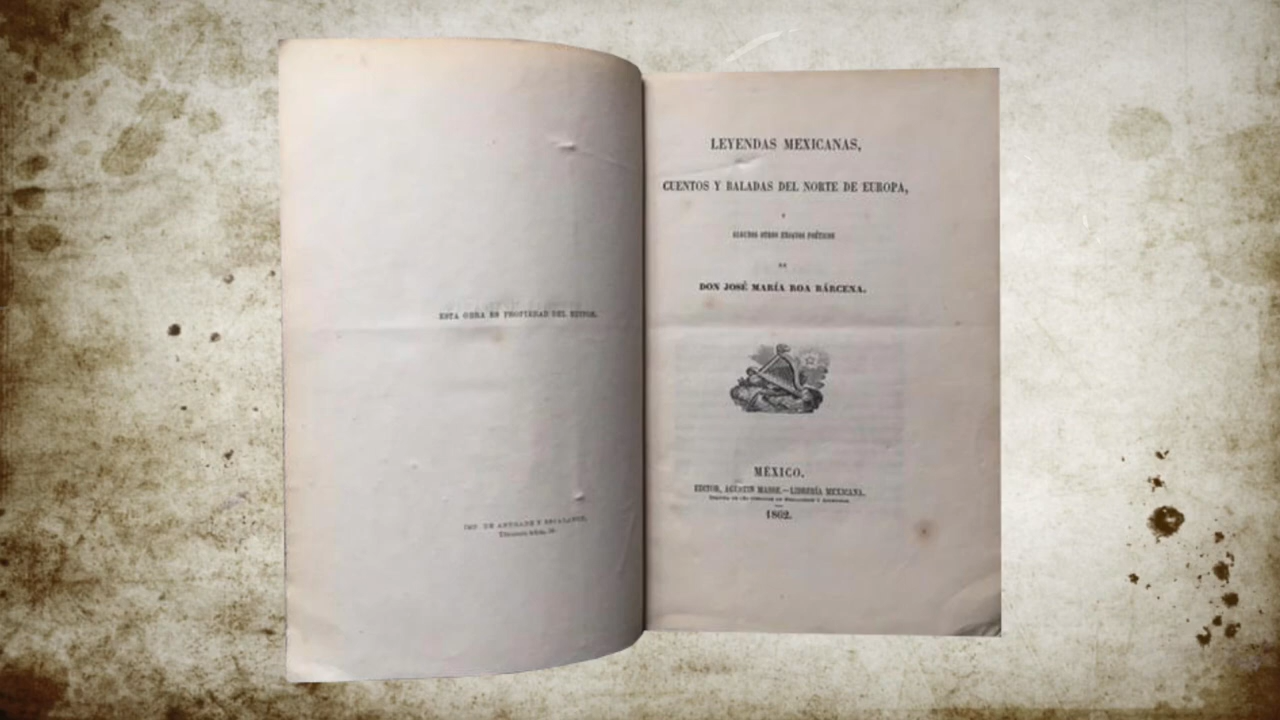 ESTA OBRA ES PROPIEDAD DEL EDITOR.
IMP. DE ANDRADE Y ESCALANTE,
LEYENDAS MEXICANAS,
CUENTOS Y BALADAS DEL NORTE DE EUROPA,
Y
ALGUNOS OTROS ENSAYOS POÉTICOS
DE
DON JOSÉ MARÍA ROA BÁRCENA.
MÉXICO.
EDITOR, AGUSTIN MASSE.—LIBRERÍA MEXICANA.
1862.